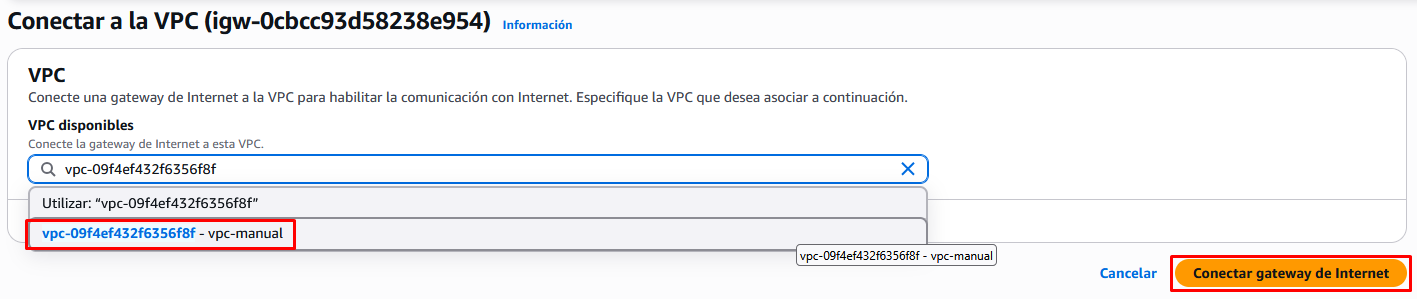 Conectar a la VPC (igw-0cbcc93d58238e954) Información
VPC
Conecte una gateway de Internet a la VPC para habilitar la comunicación con Internet. Especifique la VPC que desea asociar a continuación.
VPC disponibles
Conecte la gateway de Internet a esta VPC.
vpc-09f4ef432f6356f8f
Utilizar: “vpc-09f4ef432f6356f8f”
vpc-09f4ef432f6356f8f - vpc-manual
vpc-09f4ef432f6356f8f - vpc-manual
Cancelar Conectar gateway de Internet